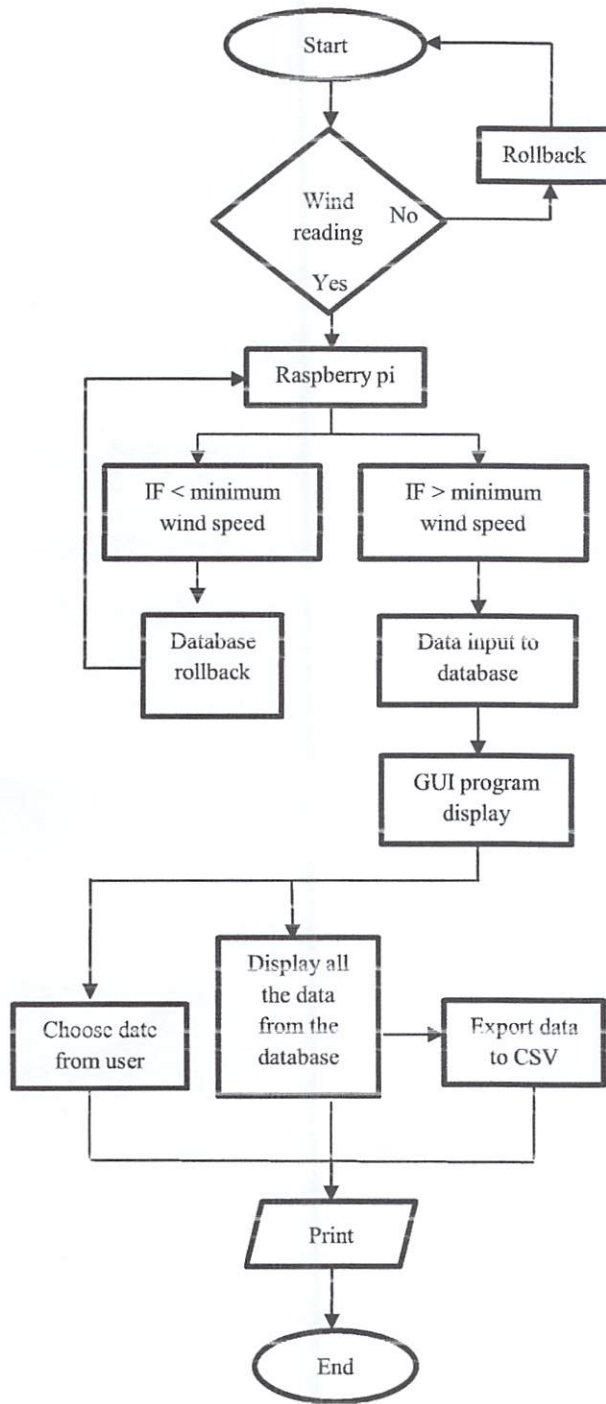 Start
Rollback
Wind
reading
No
Yes
Raspberry pi
IF < minimum
wind speed
IF > minimum
wind speed
Database
rollback
Data input to
database
GUI program
display
Display all
the data
from the
database
Choose date
from user
Export data
to CSV
Print
End